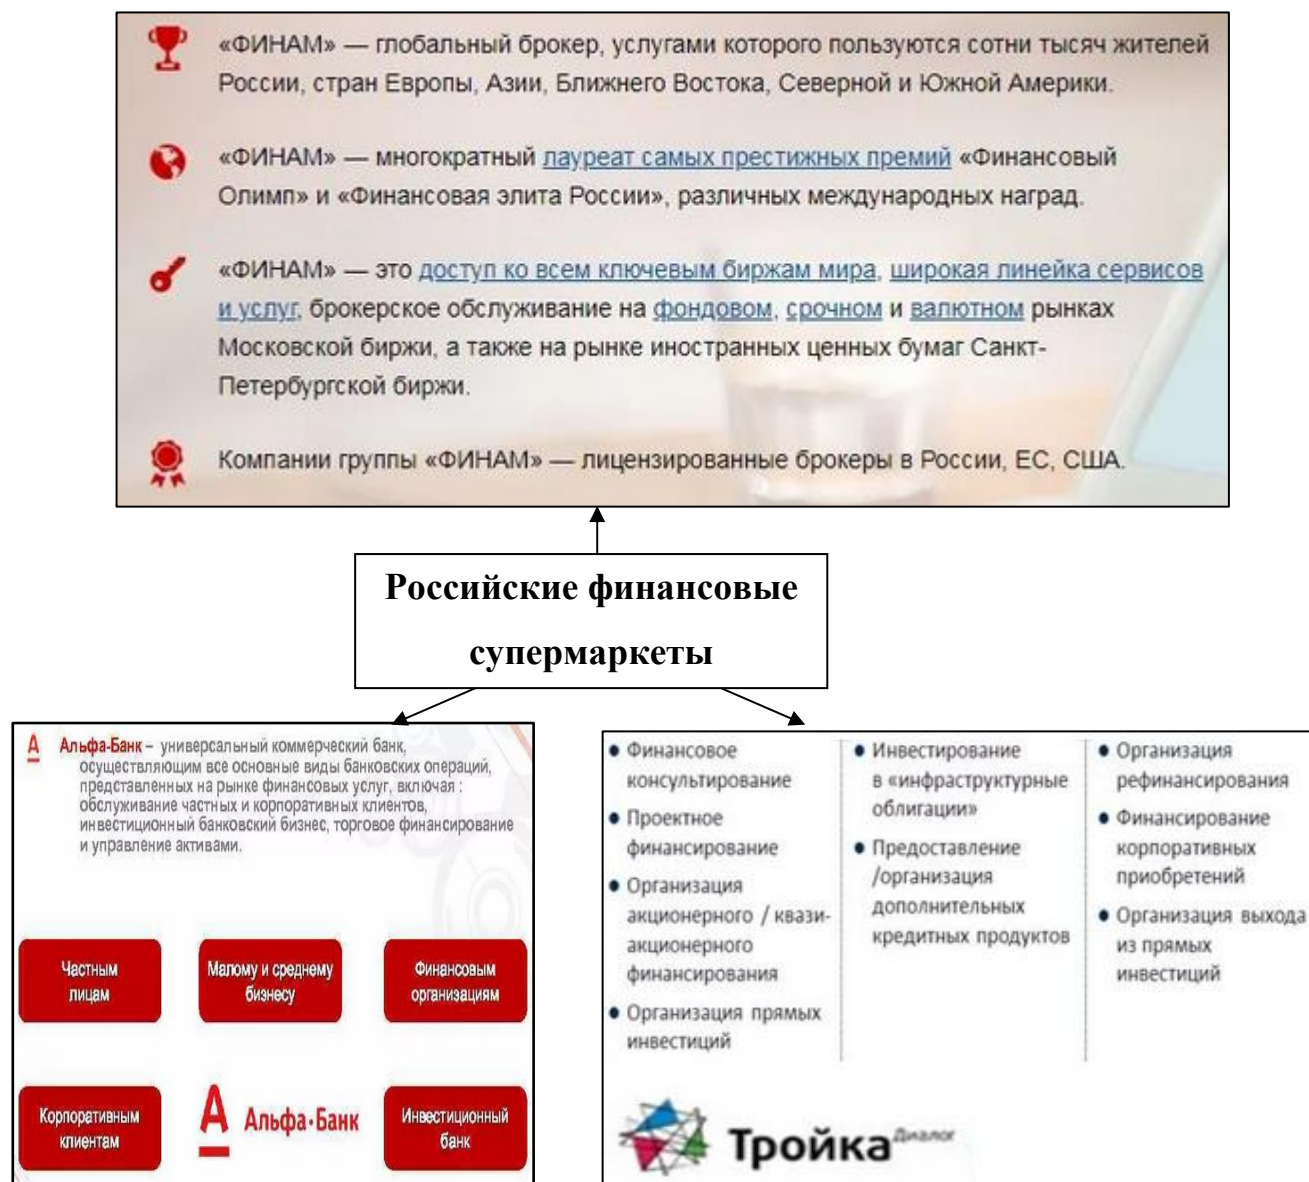 «ФИНАМ» — глобальный брокер, услугами которого пользуются сотни тысяч жителей
России, стран Европы, Азии, Ближнего Востока, Северной и Южной Америки.
«ФИНАМ» — многократный лауреат самых престижных премий «Финансовый
Олимп» и «Финансовая элита России», различных международных наград.
«ФИНАМ» — это доступ ко всем ключевым биржам мира, широкая линейка сервисов
и услуг, брокерское обслуживание на фондовом, срочном и валютном рынках
Московской биржи, а также на рынке иностранных ценных бумаг Санкт-
Петербургской биржи.
Компании группы «ФИНАМ» — лицензированные брокеры в России, ЕС, США.
Российские финансовые
супермаркеты
А Альфа-Банк – универсальный коммерческий банк,
осуществляющим все основные виды банковских операций,
представленных на рынке финансовых услуг, включая :
обслуживание частных и корпоративных клиентов,
инвестиционный банковский бизнес, торговое финансирование
и управление активами.
Частным
лицам
Малому и среднему
бизнесу
Финансовым
организациям
Корпоративным
клиентам
А Альфа·Банк
Инвестиционный
банк
• Финансовое
консультирование
• Проектное
финансирование
• Организация
акционерного / квази-
акционерного
финансирования
• Организация прямых
инвестиций
• Инвестирование
в «инфраструктурные
облигации»
• Предоставление
/организация
дополнительных
кредитных продуктов
• Организация
рефинансирования
• Финансирование
корпоративных
приобретений
• Организация выхода
из прямых
инвестиций
Тройка Диалог